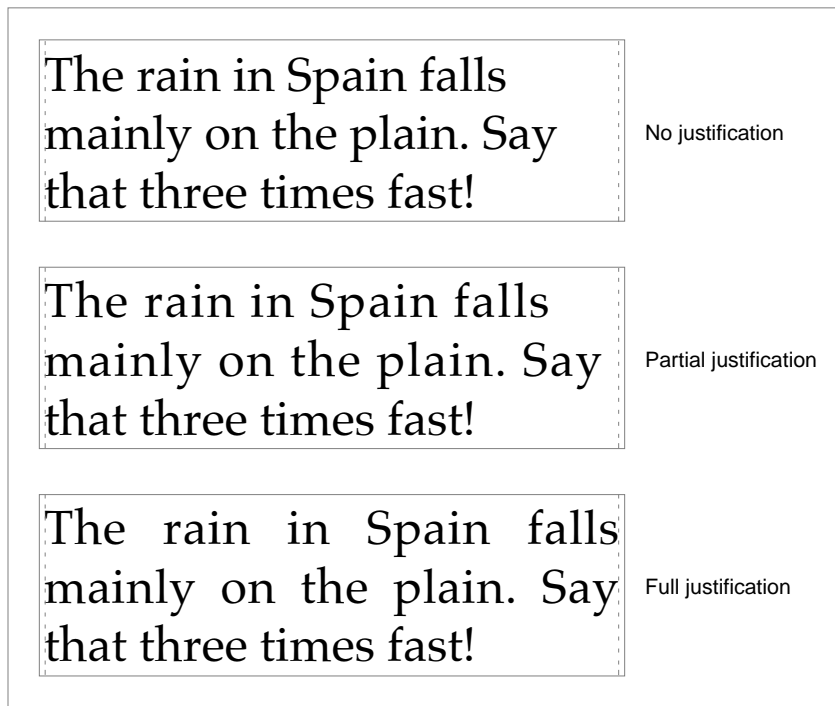 The rain in Spain falls
mainly on the plain. Say
that three times fast!
No justification
The rain in Spain falls
mainly on the plain. Say
that three times fast!
Partial justification
The rain in Spain falls
mainly on the plain. Say
that three times fast!
Full justification